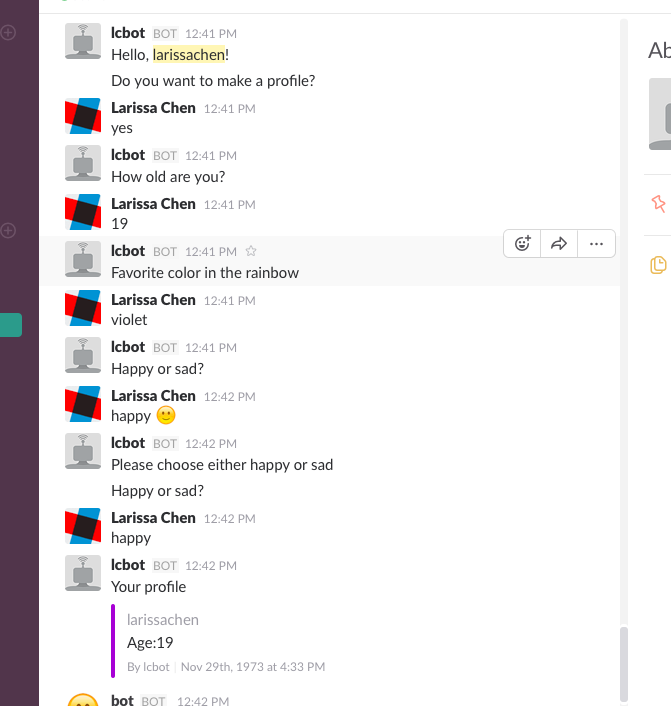 lcbot BOT 12:41 PM
Hello, larissachen!
Do you want to make a profile?
Larissa Chen 12:41 PM
yes
lcbot BOT 12:41 PM
How old are you?
Larissa Chen 12:41 PM
19
lcbot BOT 12:41 PM
Favorite color in the rainbow
Larissa Chen 12:41 PM
violet
lcbot BOT 12:41 PM
Happy or sad?
Larissa Chen 12:42 PM
happy
lcbot BOT 12:42 PM
Please choose either happy or sad
Happy or sad?
Larissa Chen 12:42 PM
happy
lcbot BOT 12:42 PM
Your profile
larissachen
Age:19
By lcbot | Nov 29th, 1973 at 4:33 PM
bot BOT 12:42 PM
Ab